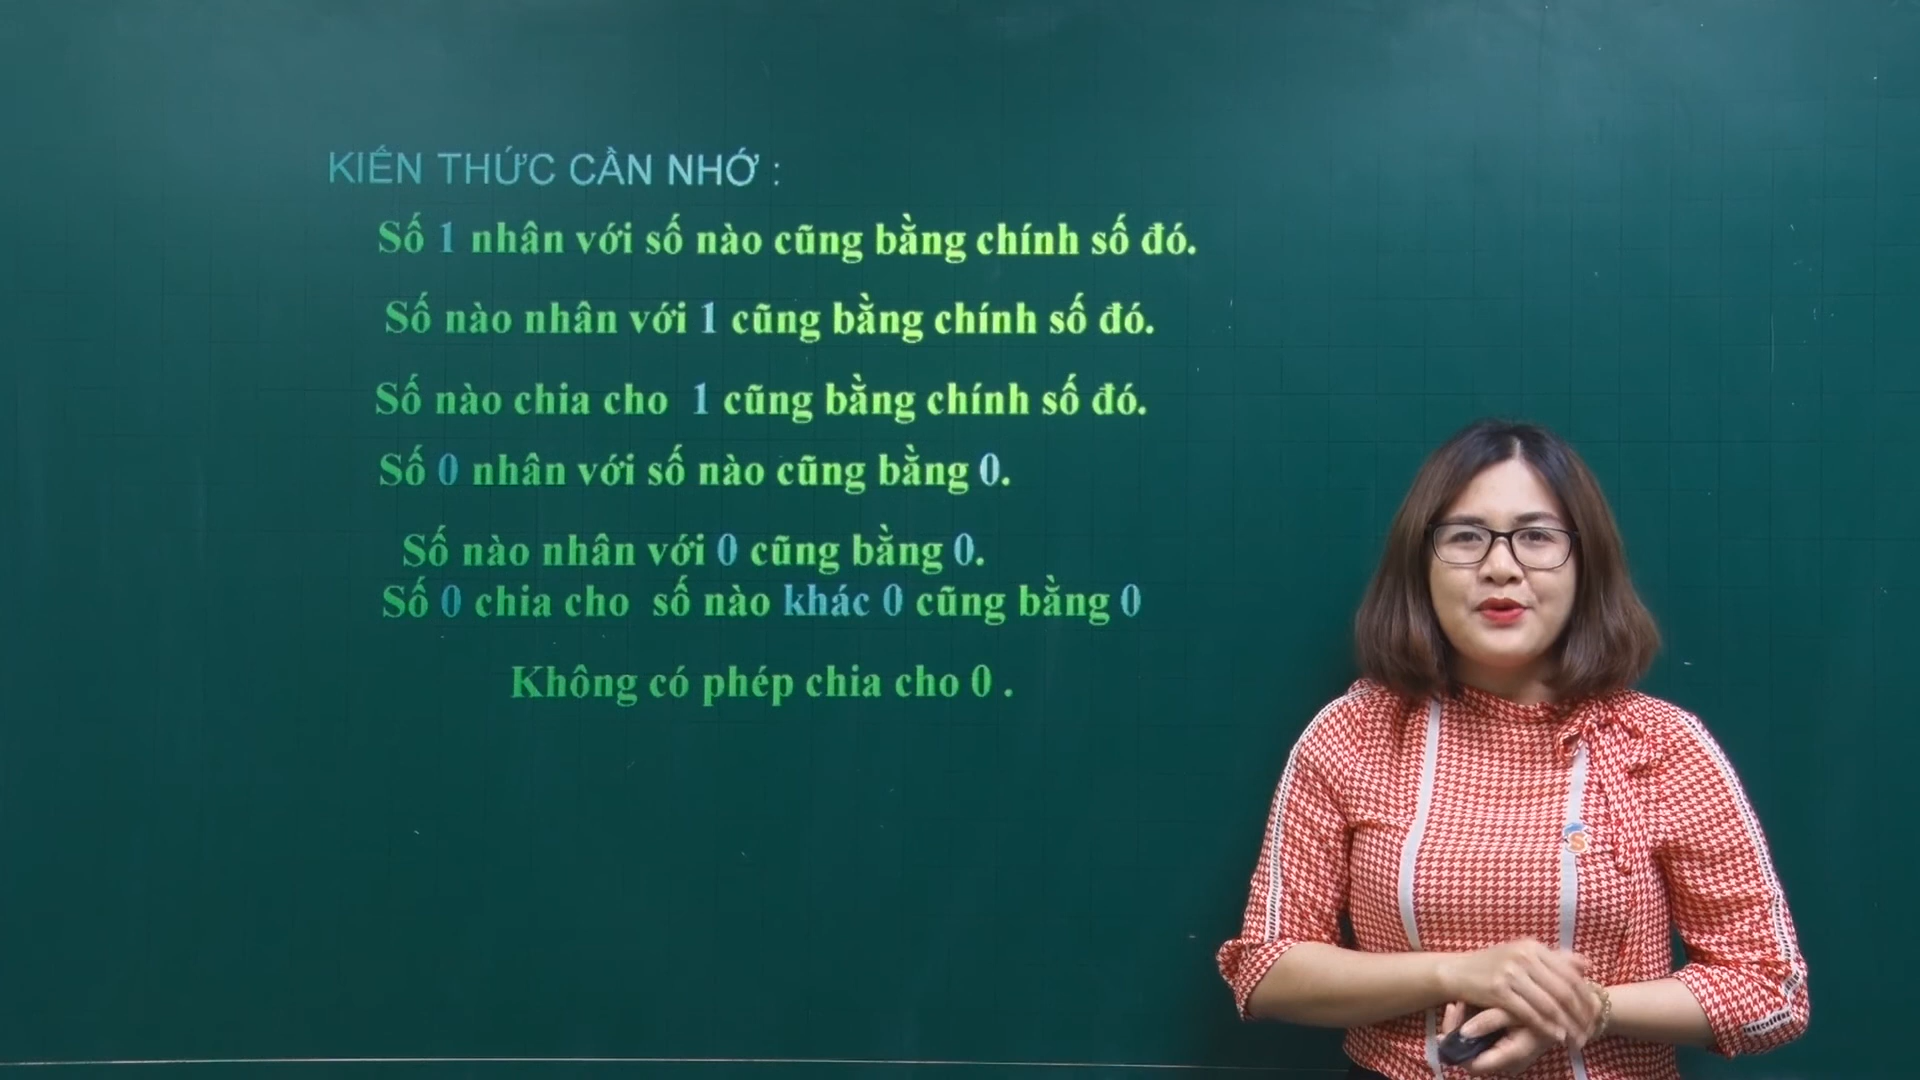 KIẾN THỨC CẦN NHỚ :
Số 1 nhân với số nào cũng bằng chính số đó.
Số nào nhân với 1 cũng bằng chính số đó.
Số nào chia cho 1 cũng bằng chính số đó.
Số 0 nhân với số nào cũng bằng 0.
Số nào nhân với 0 cũng bằng 0.
Số 0 chia cho số nào khác 0 cũng bằng 0
Không có phép chia cho 0 .